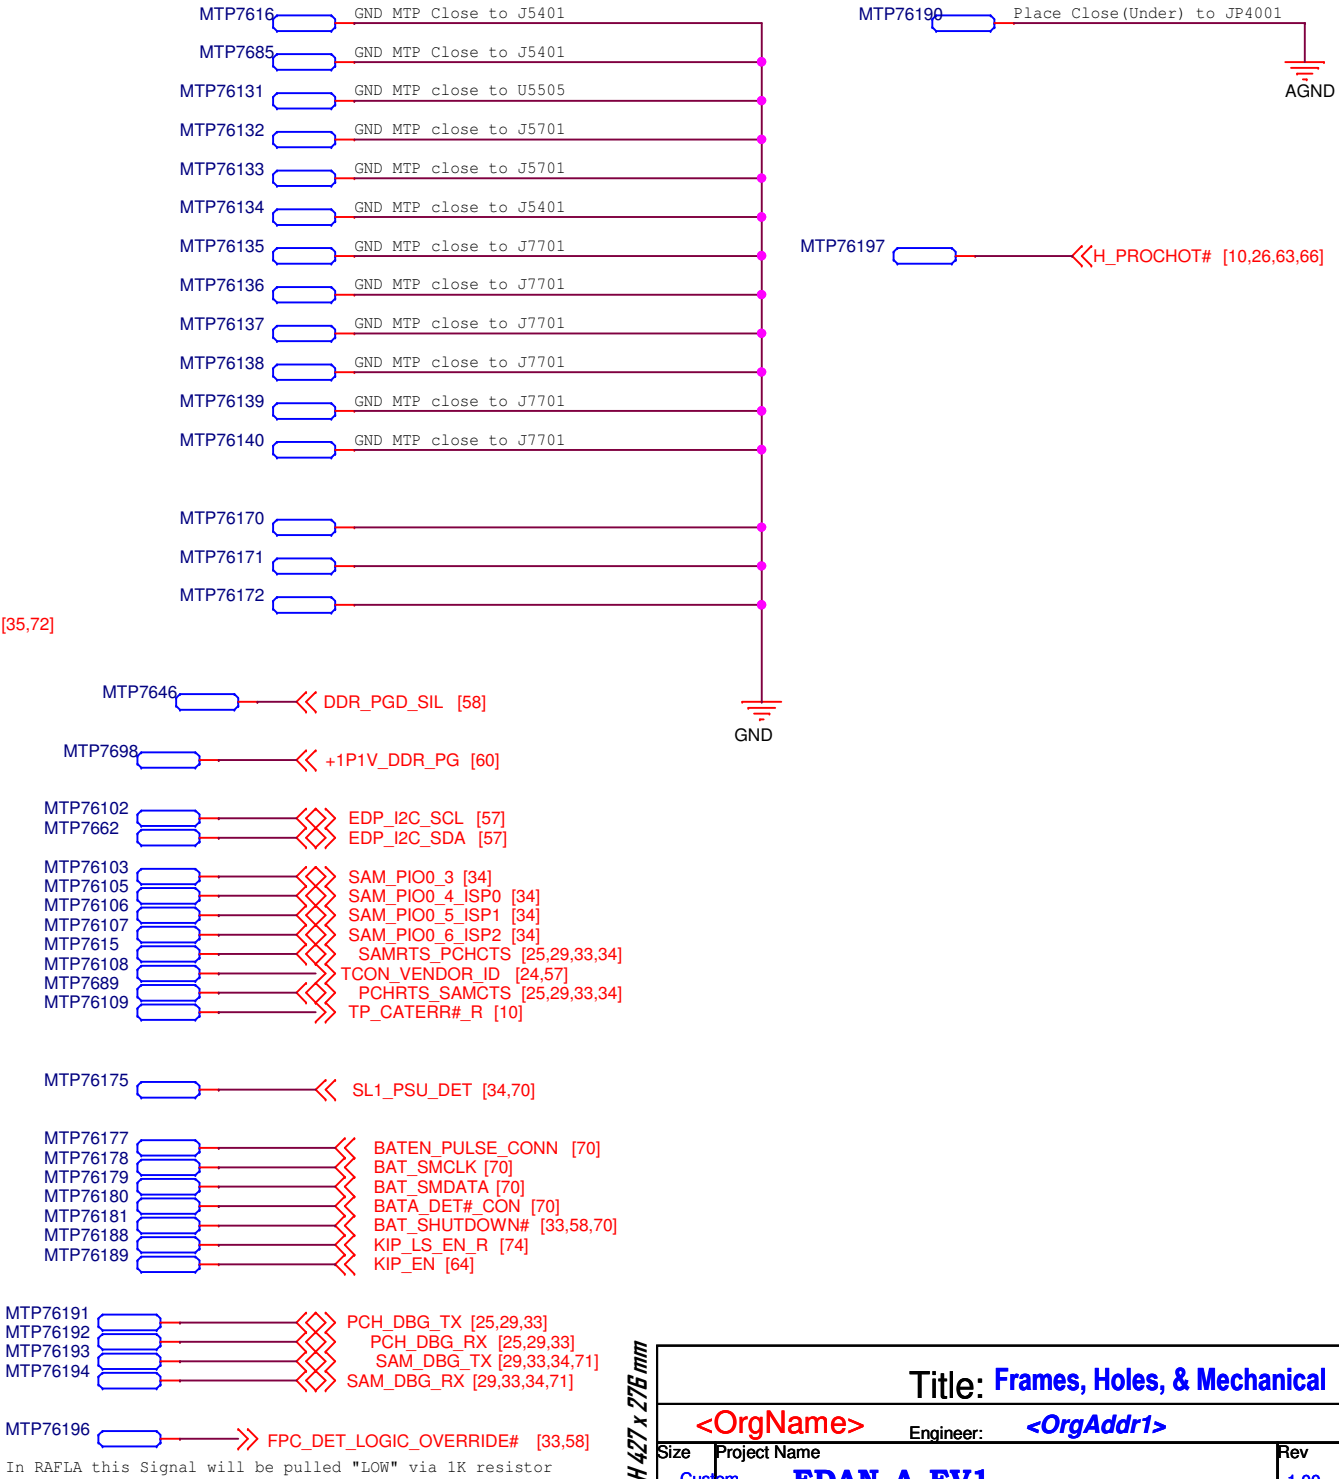 MTP7616 GND MTP Close to J5401
MTP7685 GND MTP Close to J5401
MTP76131 GND MTP close to U5505
MTP76132 GND MTP close to J5701
MTP76133 GND MTP close to J5701
MTP76134 GND MTP close to J5401
MTP76135 GND MTP close to J7701
MTP76136 GND MTP close to J7701
MTP76137 GND MTP close to J7701
MTP76138 GND MTP close to J7701
MTP76139 GND MTP close to J7701
MTP76140 GND MTP close to J7701
MTP76170
MTP76171
MTP76172
GND
MTP76190 Place Close(Under) to JP4001
AGND
MTP76197 H_PROCHOT# [10,26,63,66]
[35,72]
MTP7646 DDR_PGD_SIL [58]
MTP7698 +1P1V_DDR_PG [60]
MTP76102 EDP_I2C_SCL [57]
MTP7662 EDP_I2C_SDA [57]
MTP76103 SAM_PIO0_3 [34]
MTP76105 SAM_PIO0_4_ISP0 [34]
MTP76106 SAM_PIO0_5_ISP1 [34]
MTP76107 SAM_PIO0_6_ISP2 [34]
MTP7615 SAMRTS_PCHCTS [25,29,33,34]
MTP76108 TCON_VENDOR_ID [24,57]
MTP7689 PCHRTS_SAMCTS [25,29,33,34]
MTP76109 TP_CATERR#_R [10]
MTP76175 SL1_PSU_DET [34,70]
MTP76177 BATEN_PULSE_CONN [70]
MTP76178 BAT_SMCLK [70]
MTP76179 BAT_SMDATA [70]
MTP76180 BATA_DET#_CON [70]
MTP76181 BAT_SHUTDOWN# [33,58,70]
MTP76188 KIP_LS_EN_R [74]
MTP76189 KIP_EN [64]
MTP76191 PCH_DBG_TX [25,29,33]
MTP76192 PCH_DBG_RX [25,29,33]
MTP76193 SAM_DBG_TX [29,33,34,71]
MTP76194 SAM_DBG_RX [29,33,34,71]
MTP76196 FPC_DET_LOGIC_OVERRIDE# [33,58]
In RAFLA this Signal will be pulled "LOW" via 1K resistor
H 427 x 276 mm
Title: Frames, Holes, & Mechanical
<OrgName> Engineer: <OrgAddr1>
Size Project Name Rev
Custom